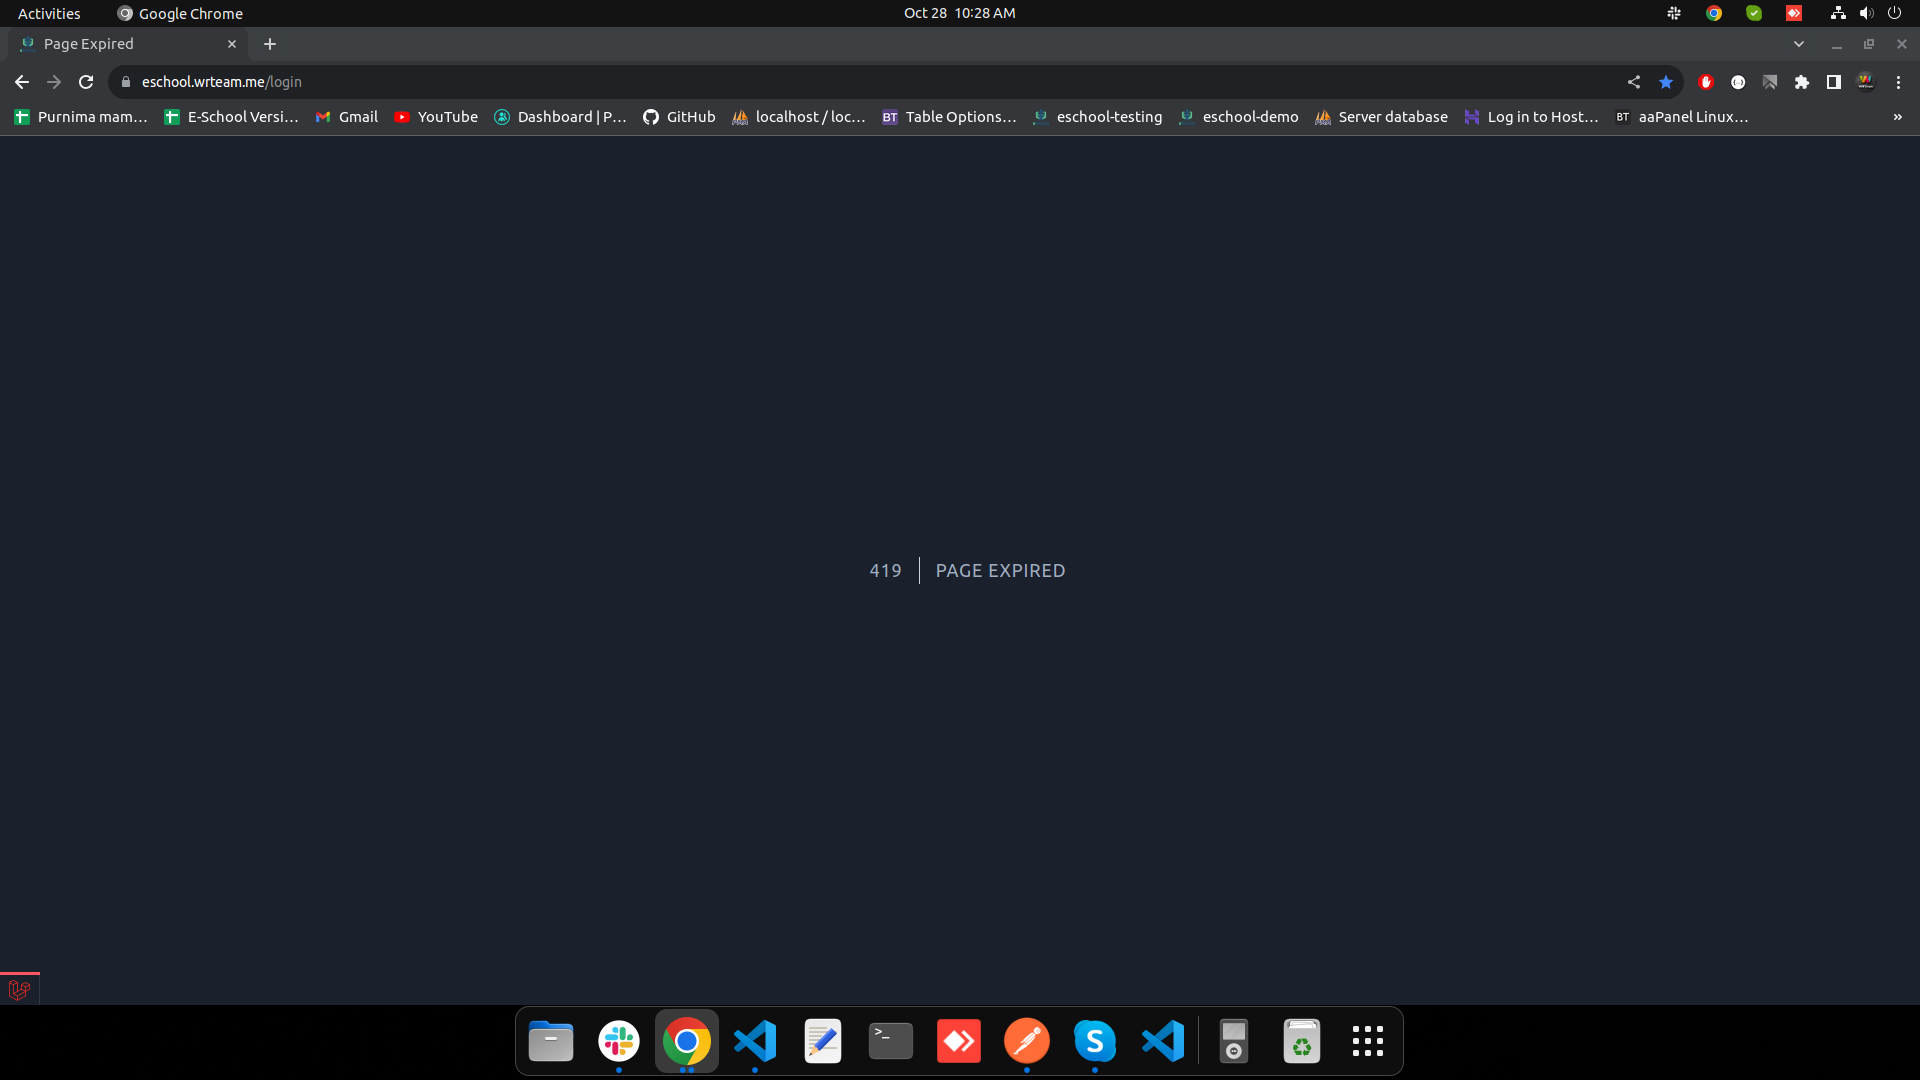 Activities Google Chrome Oct 28 10:28 AM
Page Expired
eschool.wrteam.me/login
Purnima mam… E-School Versi… Gmail YouTube Dashboard | P… GitHub localhost / loc… BT Table Options… eschool-testing eschool-demo Server database Log in to Host… BT aaPanel Linux… »
419 PAGE EXPIRED
>_ S